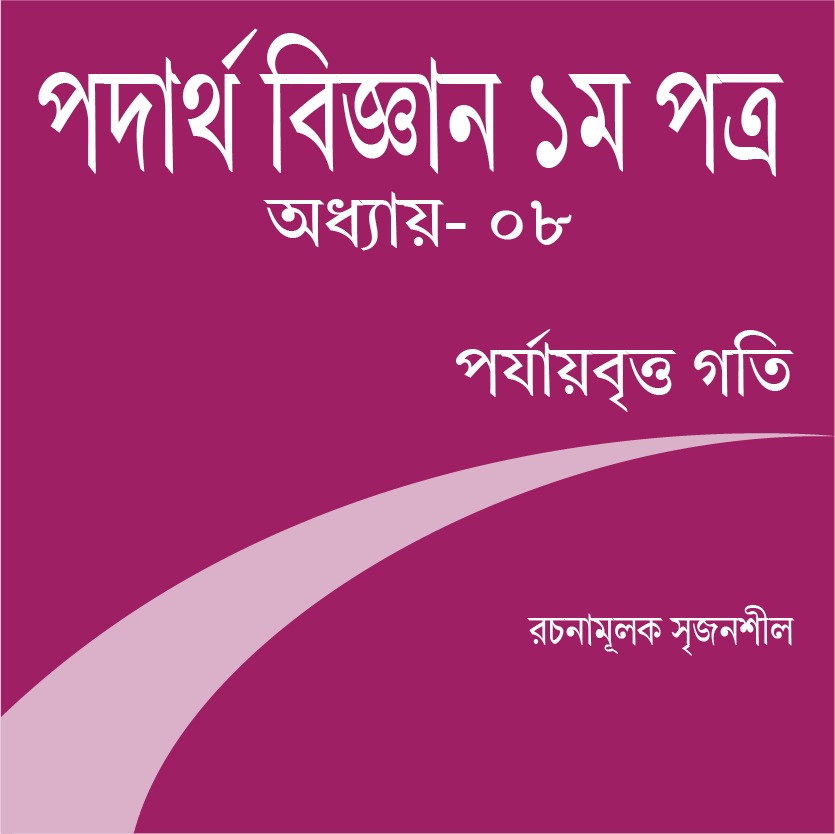 পদার্থ বিজ্ঞান ১ম পত্র
অধ্যায়- ০৮
পর্যায়বৃত্ত গতি
রচনামূলক সৃজনশীল